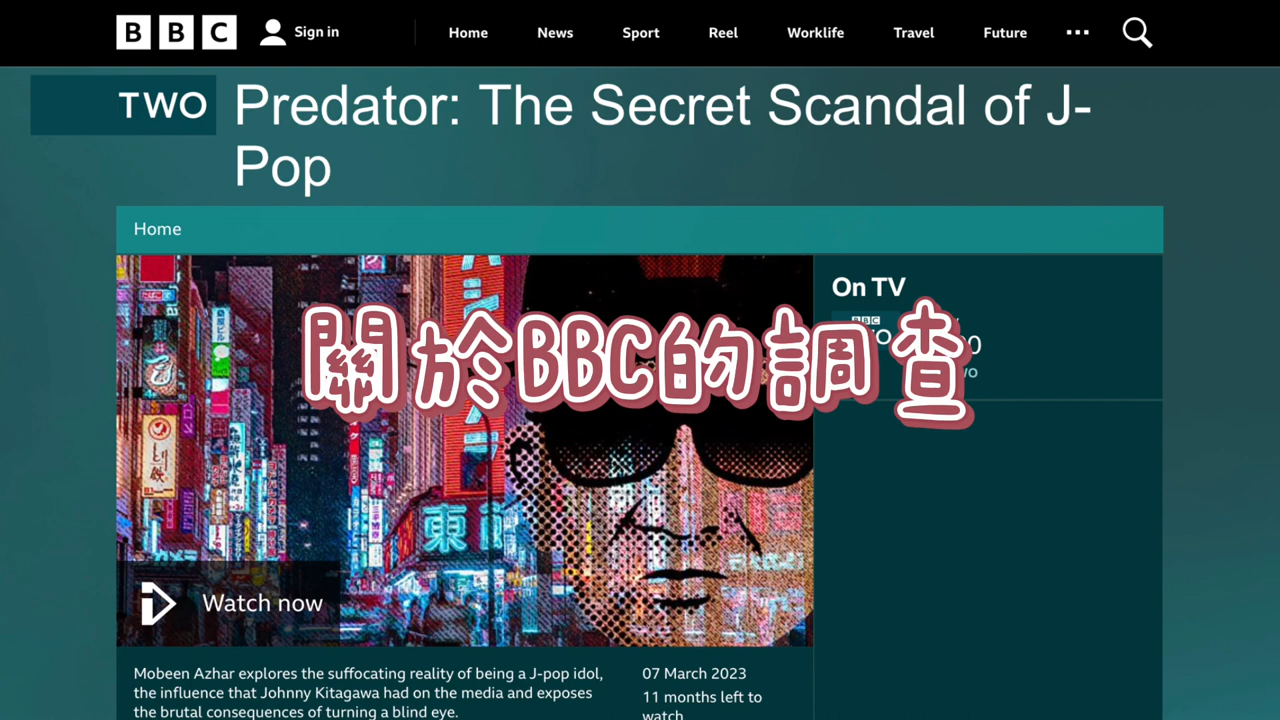 BBC Sign in Home News Sport Reel Worklife Travel Future ...
TWO
Predator: The Secret Scandal of J-
Pop
Home
On TV
BBC
關於BBC的調查
東
Watch now
Mobeen Azhar explores the suffocating reality of being a J-pop idol,
the influence that Johnny Kitagawa had on the media and exposes
the brutal consequences of turning a blind eye.
07 March 2023
11 months left to
watch